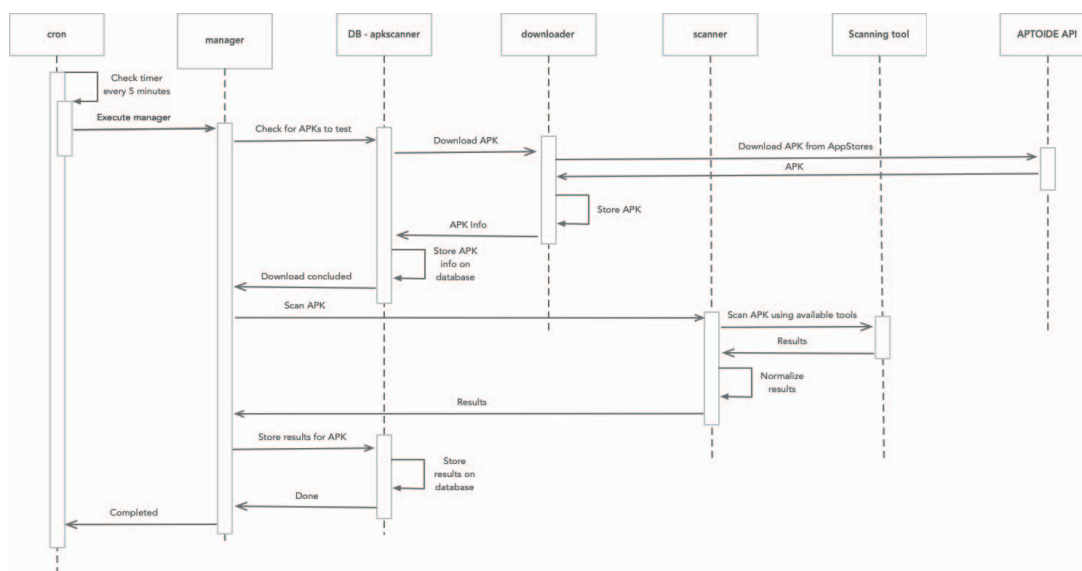 cron
manager
DB - apkscanner
downloader
scanner
Scanning tool
APTOIDE API
Check timer
every 5 minutes
Execute manager
Check for APKs to test
Download APK
Download APK from AppStores
APK
Store APK
APK Info
Store APK
info on
database
Download concluded
Scan APK
Scan APK using available tools
Results
Normalize
results
Results
Store results for APK
Store
results on
database
Done
Completed